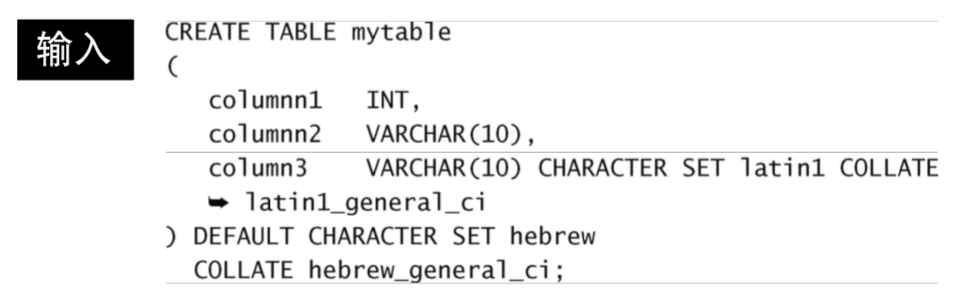 输入
CREATE TABLE mytable
(
columnn1 INT,
columnn2 VARCHAR(10),
column3 VARCHAR(10) CHARACTER SET latin1 COLLATE
➥ latin1_general_ci
) DEFAULT CHARACTER SET hebrew
COLLATE hebrew_general_ci;